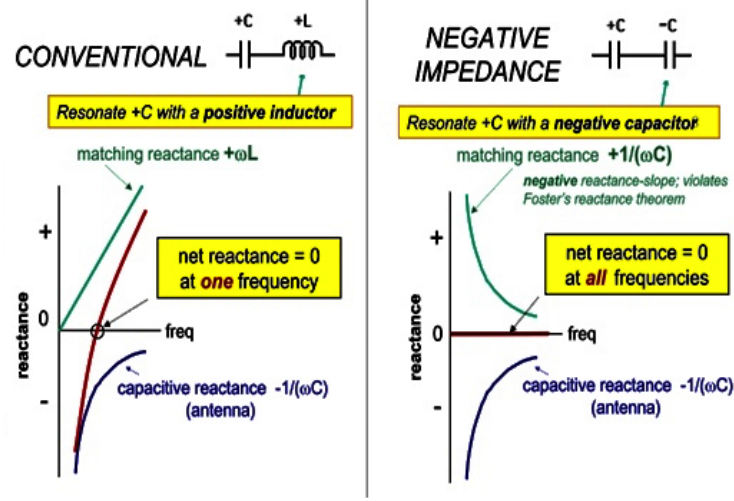 CONVENTIONAL
+C
+L
Resonate +C with a positive inductor
matching reactance +ωL
+
net reactance = 0
at one frequency
reactance
0
freq
-
capacitive reactance -1/(ωC)
(antenna)
NEGATIVE
IMPEDANCE
+C
-C
Resonate +C with a negative capacitor
matching reactance +1/(ωC)
negative reactance-slope; violates
Foster's reactance theorem
+
net reactance = 0
at all frequencies
reactance
0
freq
-
capacitive reactance -1/(ωC)
(antenna)